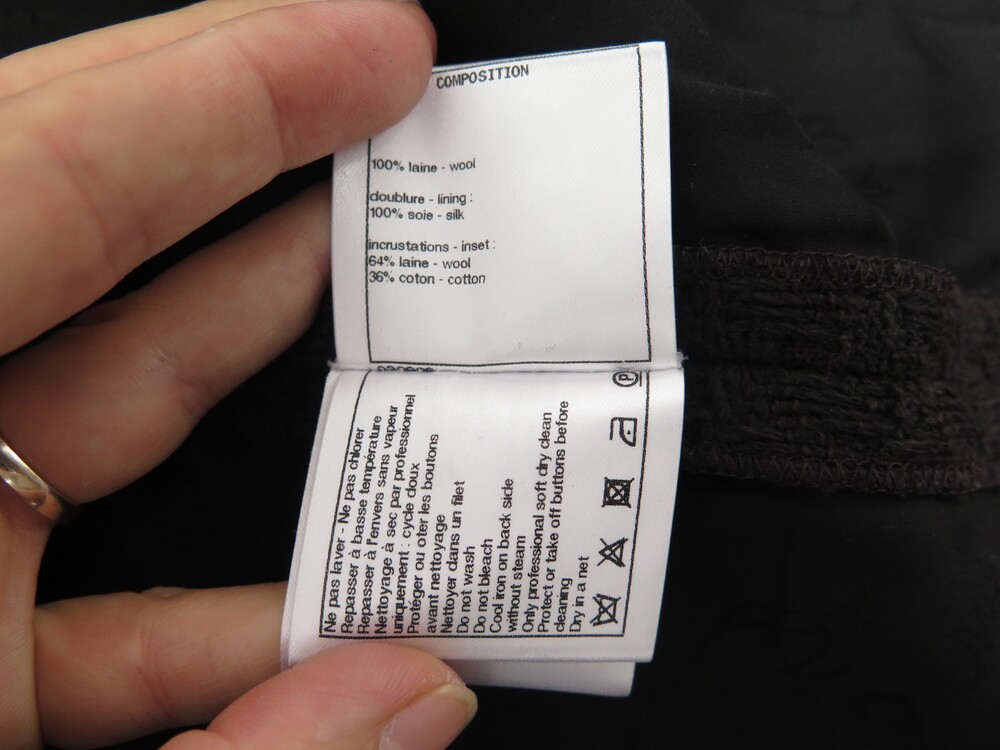 COMPOSITION
100% laine - wool
doublure - lining :
100% soie - silk
incrustations - inset :
64% laine - wool
36% coton - cotton
Ne pas laver - Ne pas chlorer
Repasser à basse température
Repasser à l'envers sans vapeur
Nettoyage à sec par professionnel
uniquement : cycle doux
Protéger ou oter les boutons
avant nettoyage
Nettoyer dans un filet
Do not wash
Do not bleach
Cool iron on back side
without steam
Only professional soft dry clean
Protect or take off buttons before
cleaning
Dry in a net
P